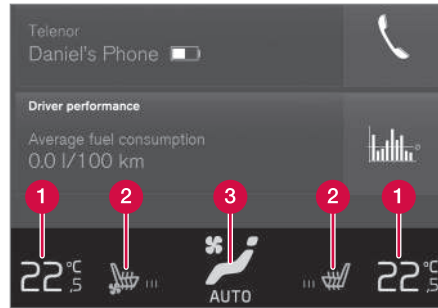 Telenor
Daniel's Phone
Driver performance
Average fuel consumption
0.0 l/100 km
1 2 3 2 1
22°C,5 22°C,5
AUTO